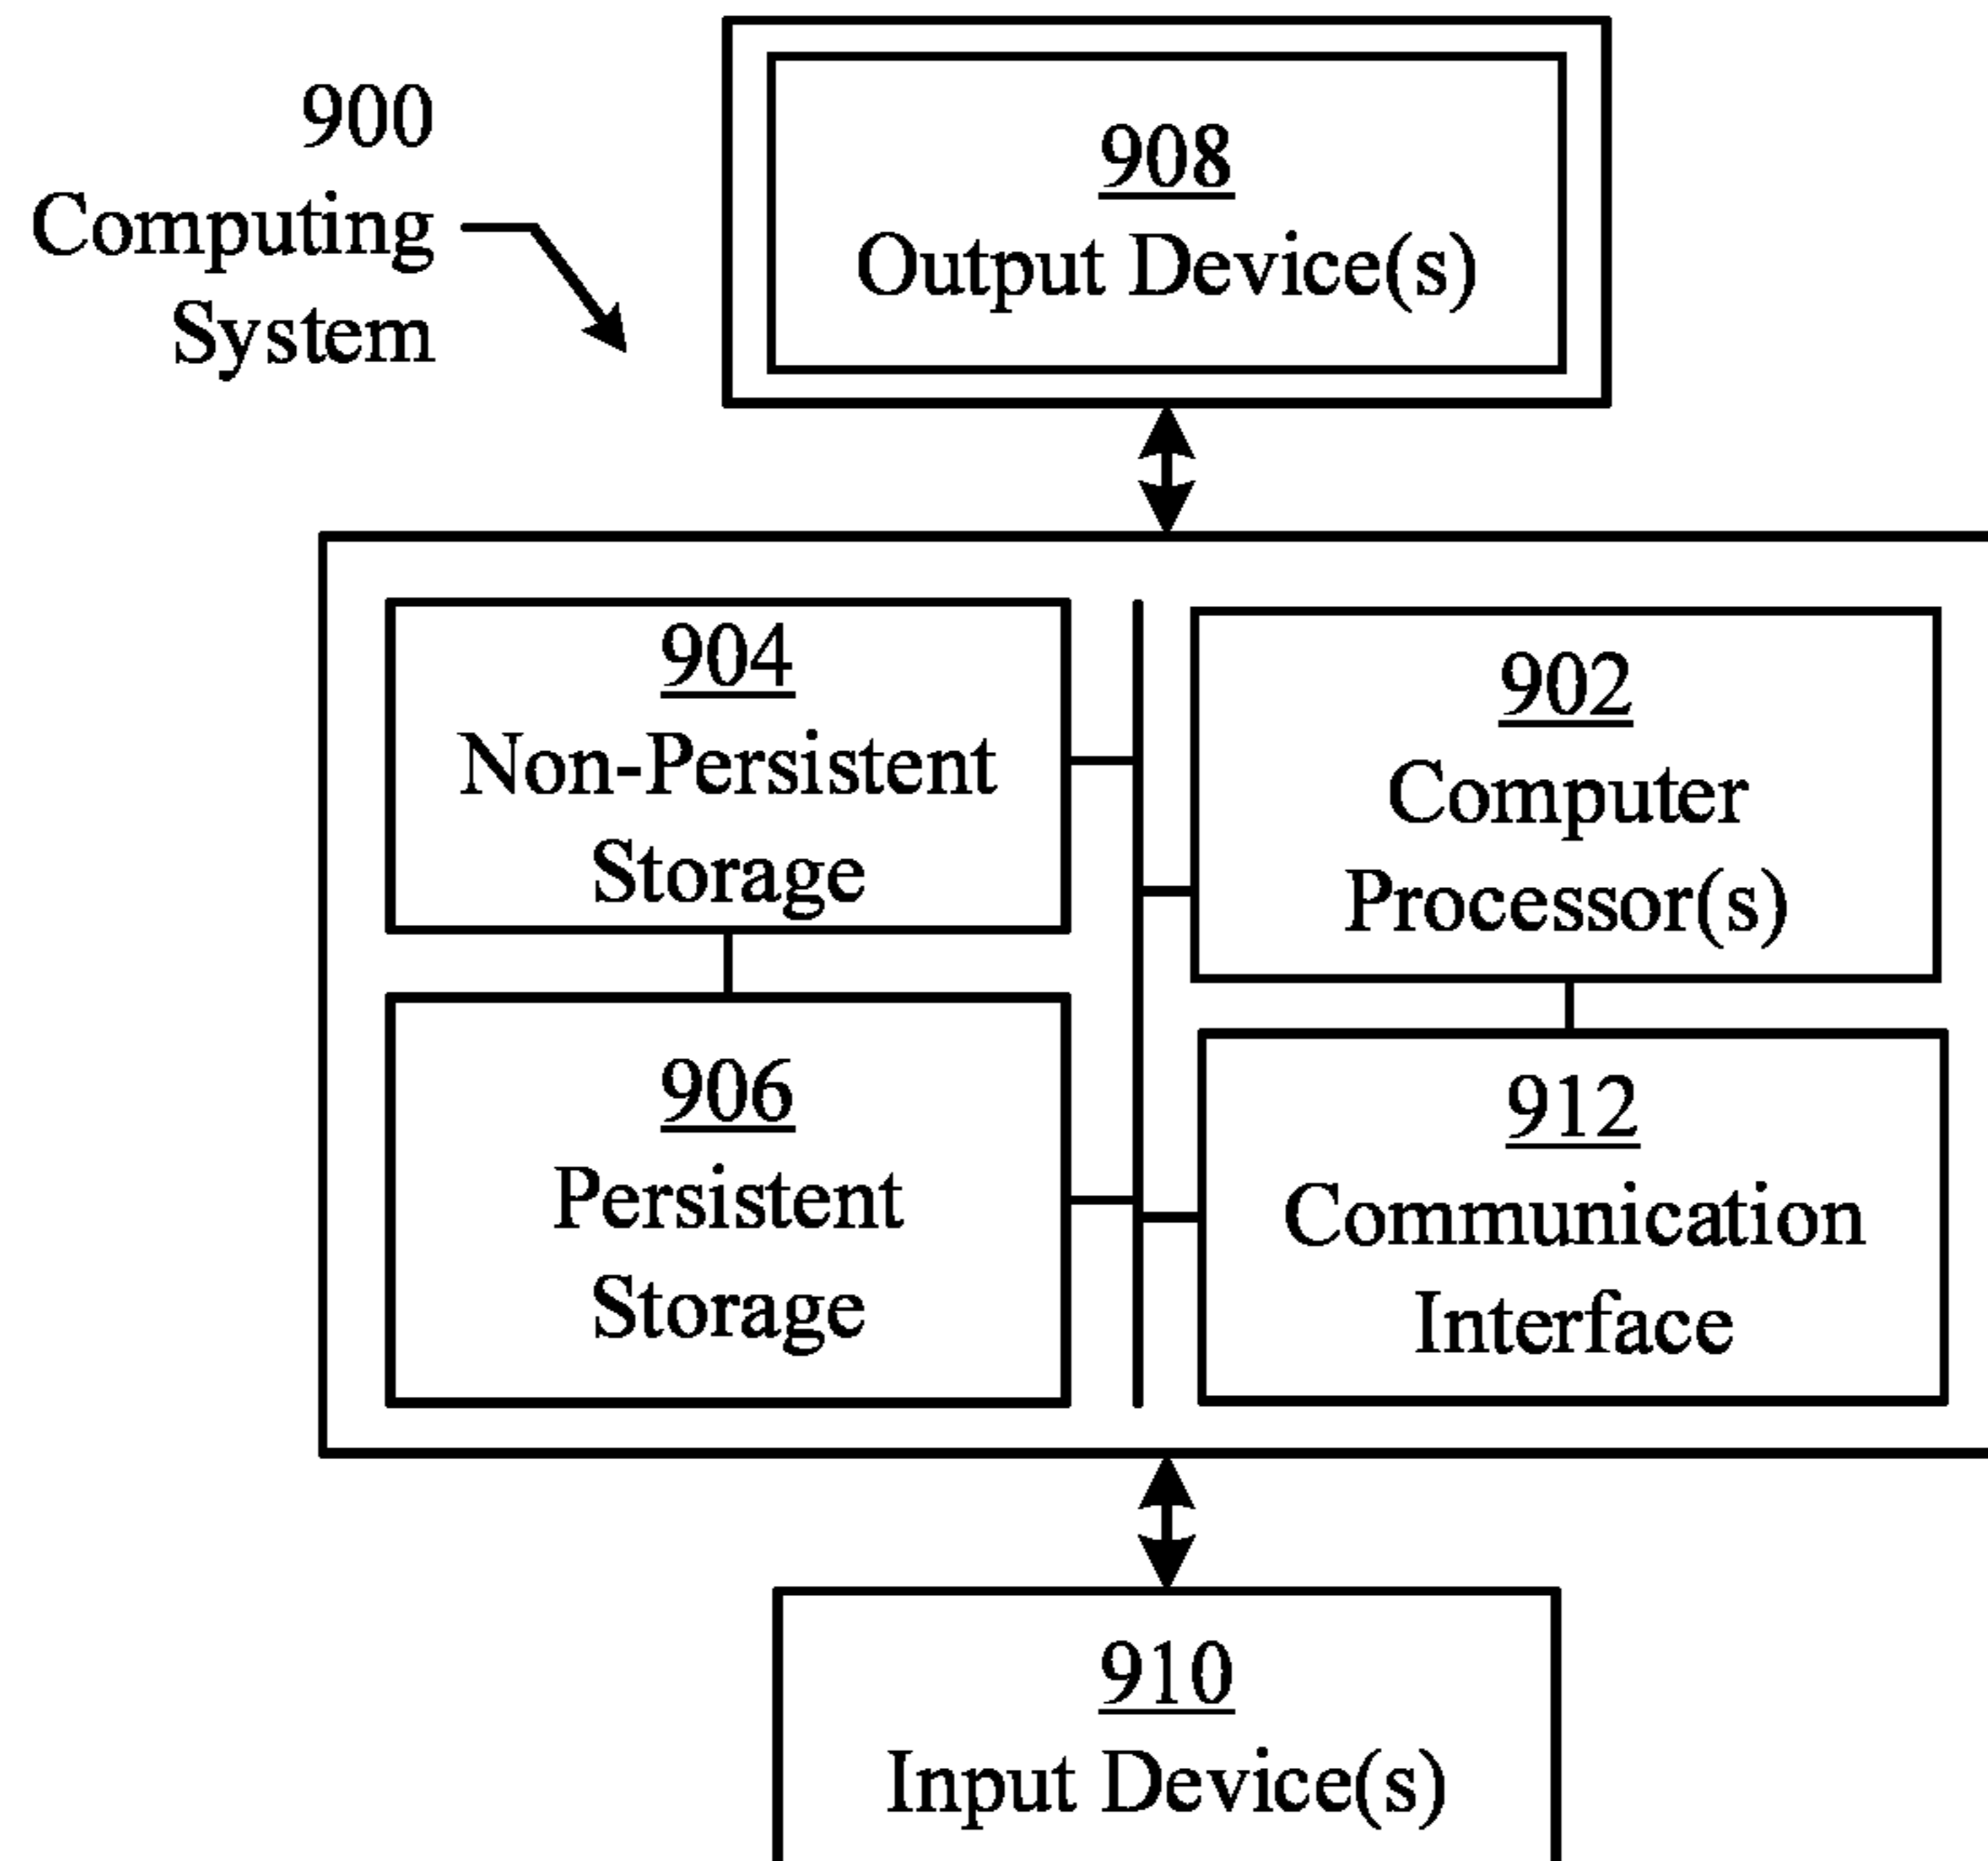 900
Computing
System
908
Output Device(s)
904
Non-Persistent
Storage
902
Computer
Processor(s)
906
Persistent
Storage
912
Communication
Interface
910
Input Device(s)